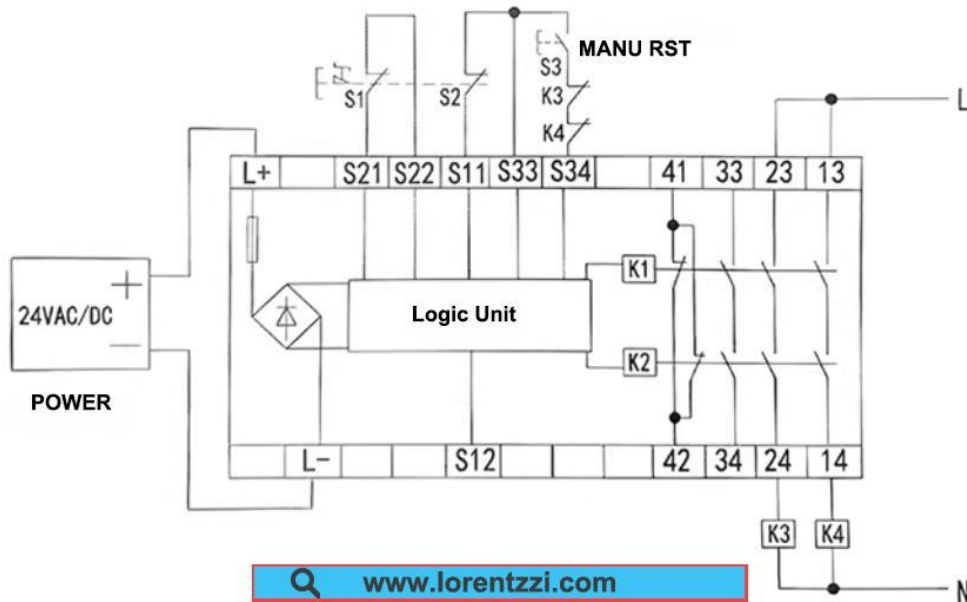 MANU RST
S1
S2
S3
K3
K4
L
L+
S21
S22
S11
S33
S34
41
33
23
13
24VAC/DC
+
−
POWER
Logic Unit
K1
K2
L−
S12
42
34
24
14
K3
K4
N
www.lorentzzi.com